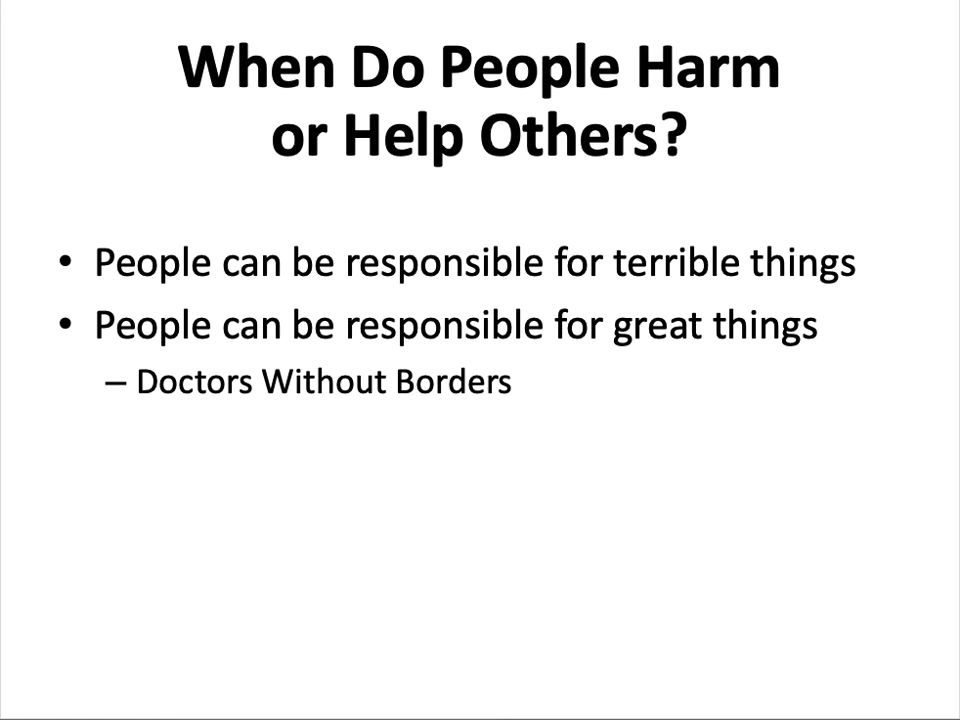 When Do People Harm
or Help Others?
• People can be responsible for terrible things
• People can be responsible for great things
– Doctors Without Borders